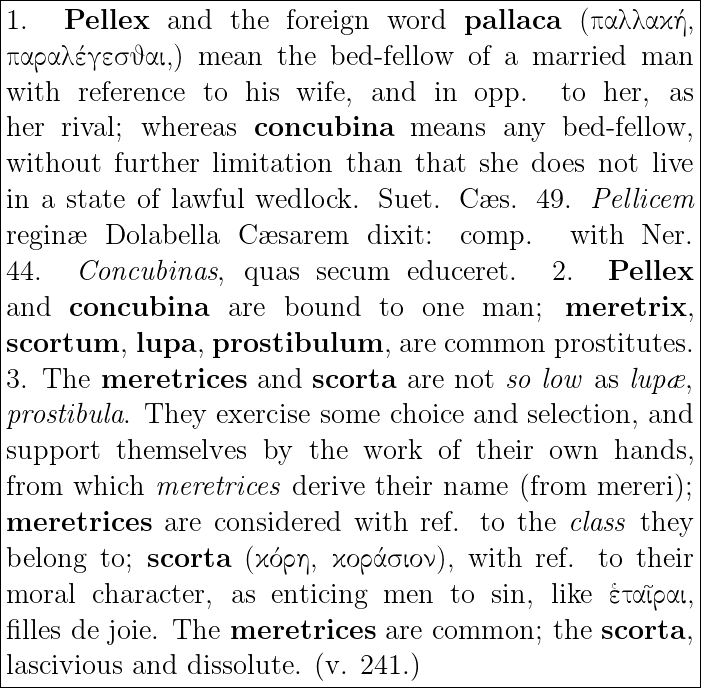 1. Pellex and the foreign word pallaca (παλλακή,
παραλέγεσθαι,) mean the bed-fellow of a married man
with reference to his wife, and in opp. to her, as
her rival; whereas concubina means any bed-fellow,
without further limitation than that she does not live
in a state of lawful wedlock. Suet. Cæs. 49. Pellicem
reginæ Dolabella Cæsarem dixit: comp. with Ner.
44. Concubinas, quas secum educeret. 2. Pellex
and concubina are bound to one man; meretrix,
scortum, lupa, prostibulum, are common prostitutes.
3. The meretrices and scorta are not so low as lupæ,
prostibula. They exercise some choice and selection, and
support themselves by the work of their own hands,
from which meretrices derive their name (from mereri);
meretrices are considered with ref. to the class they
belong to; scorta (κόρη, κοράσιον), with ref. to their
moral character, as enticing men to sin, like ἑταῖραι,
filles de joie. The meretrices are common; the scorta,
lascivious and dissolute. (v. 241.)